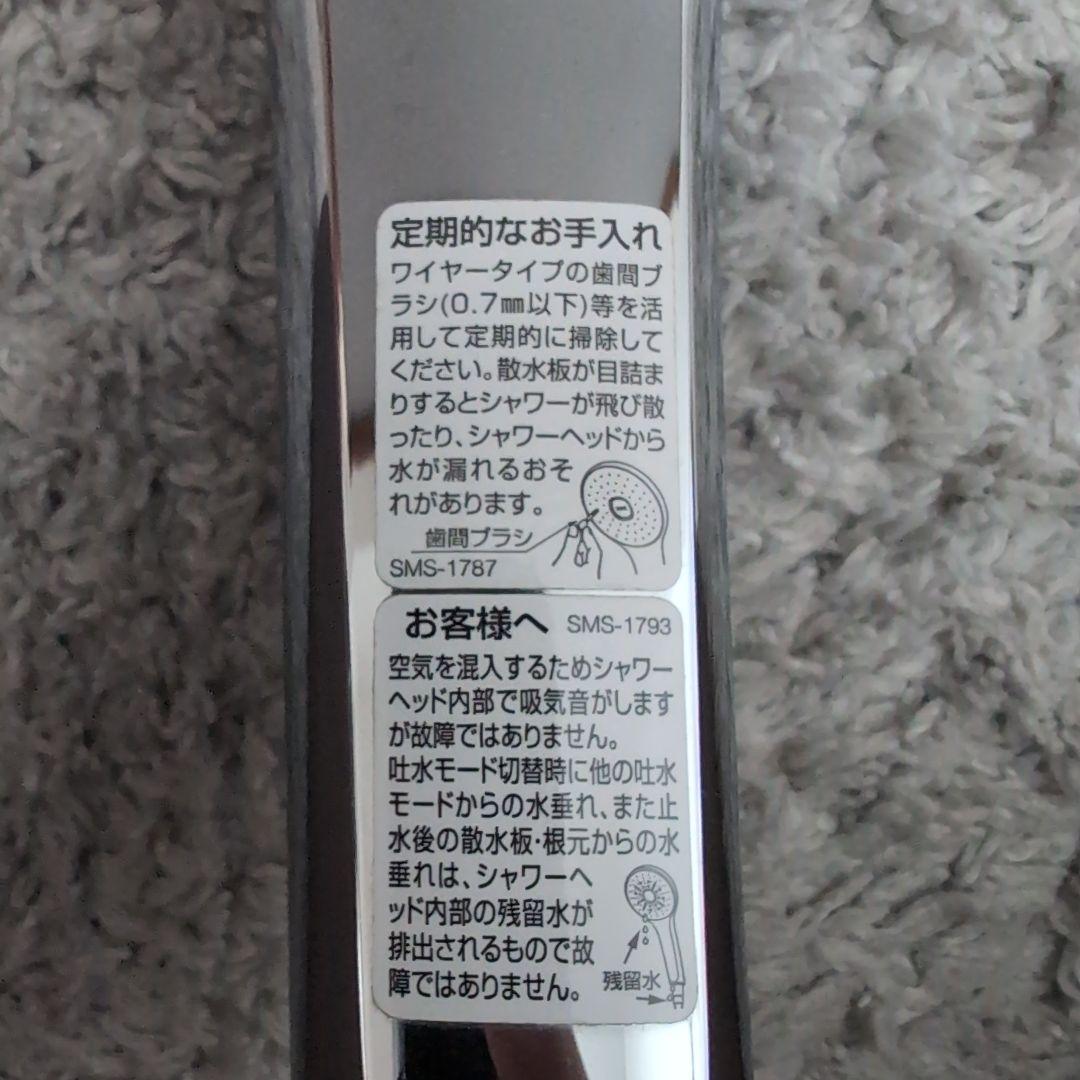 定期的なお手入れ
ワイヤータイプの歯間ブ
ラシ(0.7㎜以下)等を活
用して定期的に掃除して
ください。散水板が目詰ま
りするとシャワーが飛び散
ったり、シャワーヘッドから
水が漏れるおそ
れがあります。
歯間ブラシ
SMS-1787
お客様へ SMS-1793
空気を混入するためシャワー
ヘッド内部で吸気音がします
が故障ではありません。
吐水モード切替時に他の吐水
モードからの水垂れ、また止
水後の散水板・根元からの水
垂れは、シャワーヘ
ッド内部の残留水が
排出されるもので故
障ではありません。
残留水